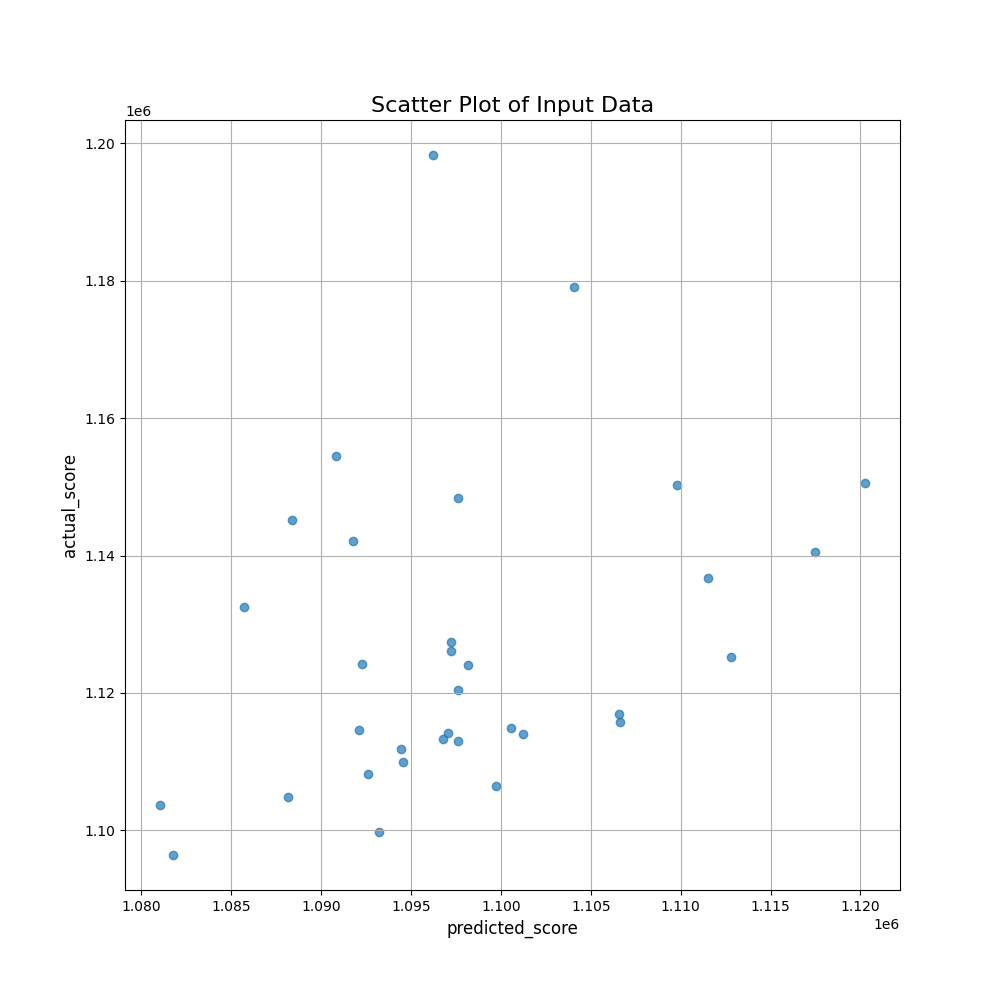 Scatter Plot of Input Data
1e6
1.20
1.18
1.16
1.14
1.12
1.10
actual_score
1.080 1.085 1.090 1.095 1.100 1.105 1.110 1.115 1.120
1e6
predicted_score